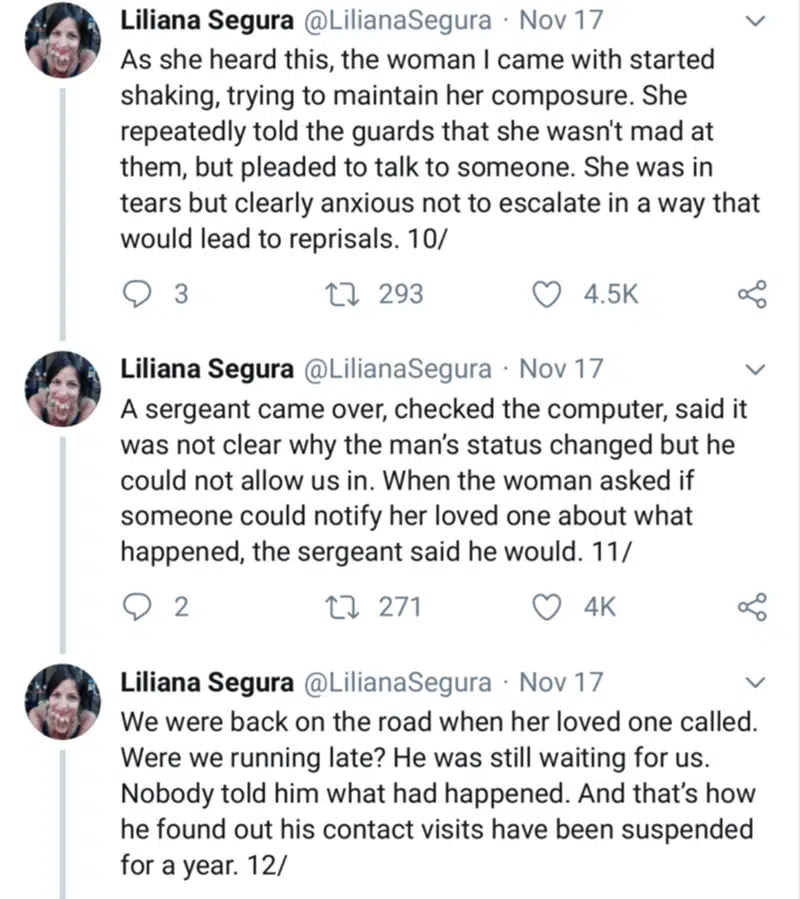 Liliana Segura @LilianaSegura · Nov 17
As she heard this, the woman I came with started
shaking, trying to maintain her composure. She
repeatedly told the guards that she wasn't mad at
them, but pleaded to talk to someone. She was in
tears but clearly anxious not to escalate in a way that
would lead to reprisals. 10/
3 293 4.5K
Liliana Segura @LilianaSegura · Nov 17
A sergeant came over, checked the computer, said it
was not clear why the man's status changed but he
could not allow us in. When the woman asked if
someone could notify her loved one about what
happened, the sergeant said he would. 11/
2 271 4K
Liliana Segura @LilianaSegura · Nov 17
We were back on the road when her loved one called.
Were we running late? He was still waiting for us.
Nobody told him what had happened. And that's how
he found out his contact visits have been suspended
for a year. 12/